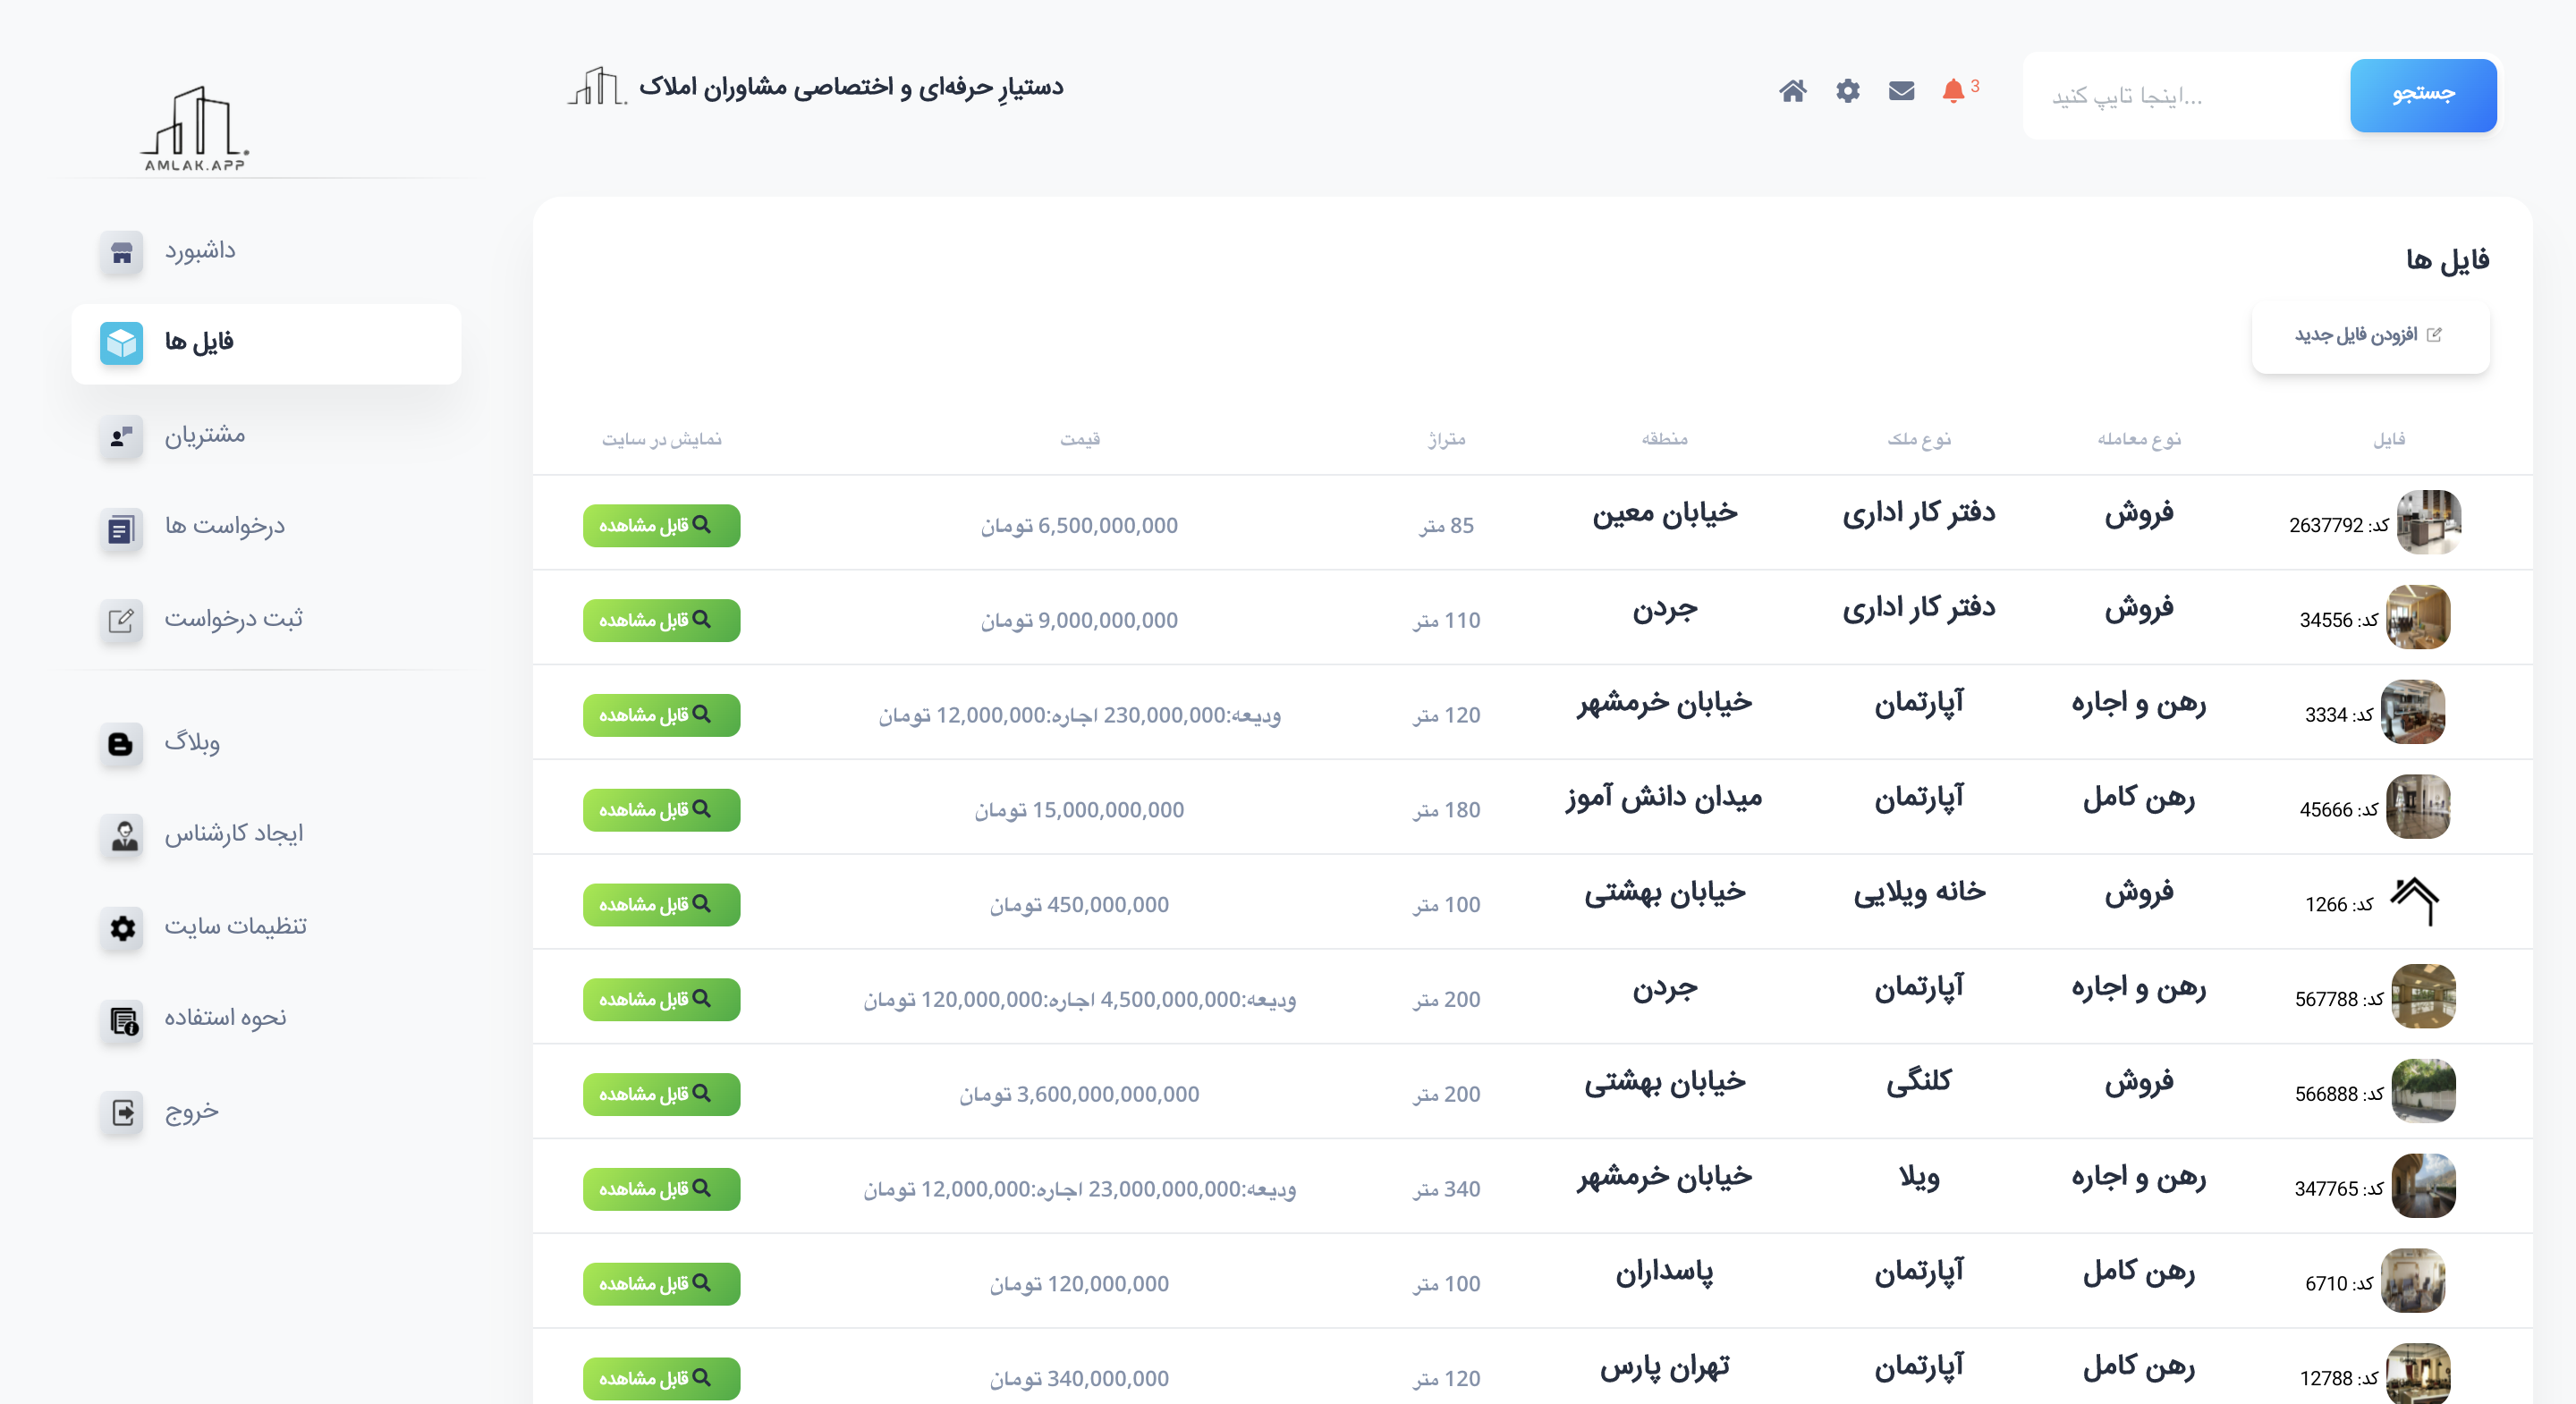 AMLAK.APP
دستیارِ حرفه‌ای و اختصاصی مشاوران املاک
3
اینجا تایپ کنید...
جستجو
داشبورد
فایل ها
مشتریان
درخواست ها
ثبت درخواست
وبلاگ
ایجاد کارشناس
تنظیمات سایت
نحوه استفاده
خروج
فایل ها
افزودن فایل جدید
فایل نوع معامله نوع ملک منطقه متراژ قیمت نمایش در سایت
کد: 2637792 فروش دفتر کار اداری خیابان معین 85 متر 6,500,000,000 تومان قابل مشاهده
کد: 34556 فروش دفتر کار اداری جردن 110 متر 9,000,000,000 تومان قابل مشاهده
کد: 3334 رهن و اجاره آپارتمان خیابان خرمشهر 120 متر ودیعه:230,000,000 اجاره:12,000,000 تومان قابل مشاهده
کد: 45666 رهن کامل آپارتمان میدان دانش آموز 180 متر 15,000,000,000 تومان قابل مشاهده
کد: 1266 فروش خانه ویلایی خیابان بهشتی 100 متر 450,000,000 تومان قابل مشاهده
کد: 567788 رهن و اجاره آپارتمان جردن 200 متر ودیعه:4,500,000,000 اجاره:120,000,000 تومان قابل مشاهده
کد: 566888 فروش کلنگی خیابان بهشتی 200 متر 3,600,000,000,000 تومان قابل مشاهده
کد: 347765 رهن و اجاره ویلا خیابان خرمشهر 340 متر ودیعه:23,000,000,000 اجاره:12,000,000 تومان قابل مشاهده
کد: 6710 رهن کامل آپارتمان پاسداران 100 متر 120,000,000 تومان قابل مشاهده
کد: 12788 رهن کامل آپارتمان تهران پارس 120 متر 340,000,000 تومان قابل مشاهده